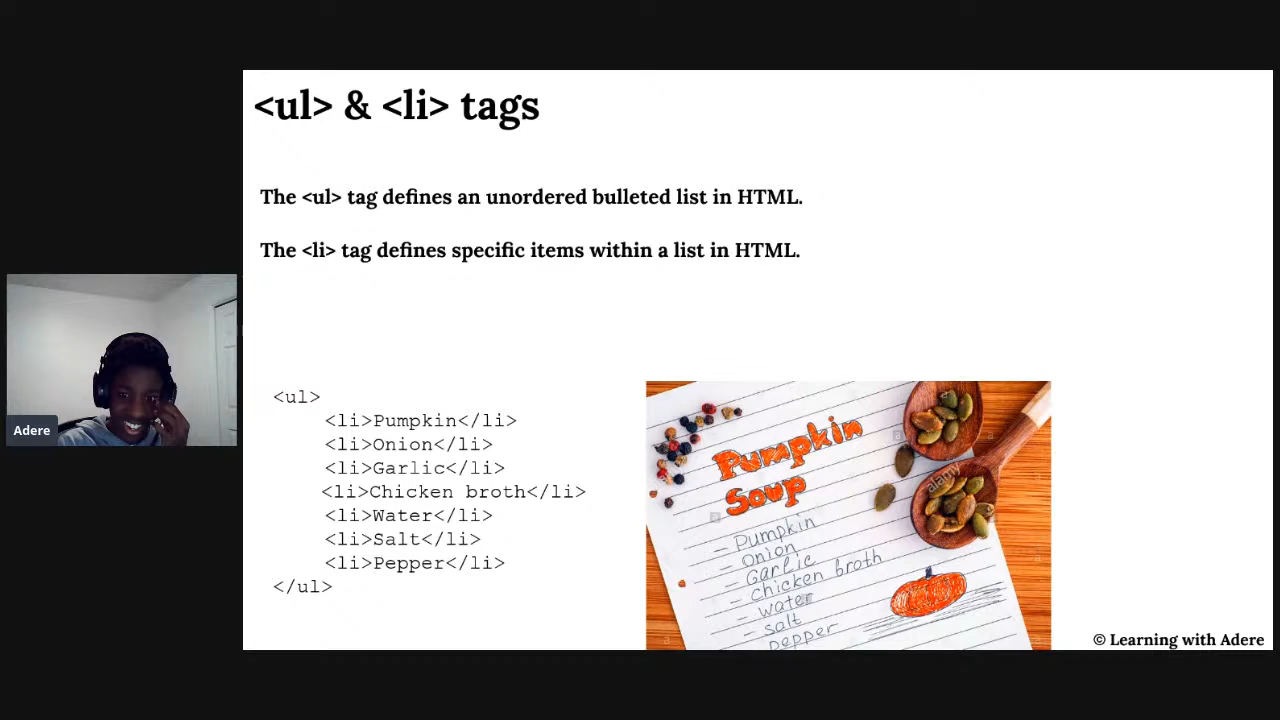 <ul> & <li> tags
The <ul> tag defines an unordered bulleted list in HTML.
The <li> tag defines specific items within a list in HTML.
Adere
<ul>
<li>Pumpkin</li>
<li>Onion</li>
<li>Garlic</li>
<li>Chicken broth</li>
<li>Water</li>
<li>Salt</li>
<li>Pepper</li>
</ul>
Pumpkin
Soup
- Pumpkin
- Onion
- Garlic
- Chicken broth
- water
- salt
pepper
alamy
© Learning with Adere